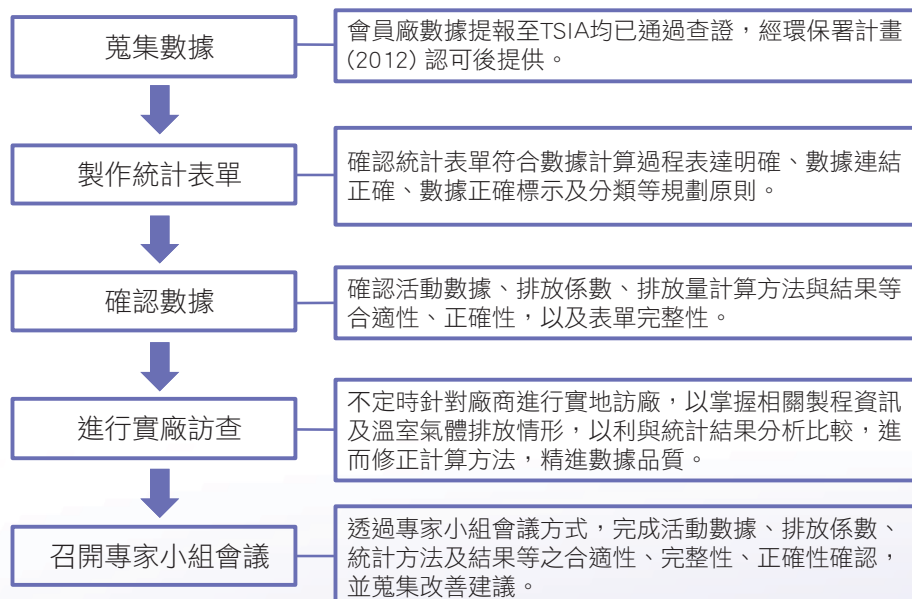 蒐集數據
會員廠數據提報至TSIA均已通過查證，經環保署計畫
(2012) 認可後提供。
製作統計表單
確認統計表單符合數據計算過程表達明確、數據連結
正確、數據正確標示及分類等規劃原則。
確認數據
確認活動數據、排放係數、排放量計算方法與結果等
合適性、正確性，以及表單完整性。
進行實廠訪查
不定時針對廠商進行實地訪廠，以掌握相關製程資訊
及溫室氣體排放情形，以利與統計結果分析比較，進
而修正計算方法，精進數據品質。
召開專家小組會議
透過專家小組會議方式，完成活動數據、排放係數、
統計方法及結果等之合適性、完整性、正確性確認，
並蒐集改善建議。